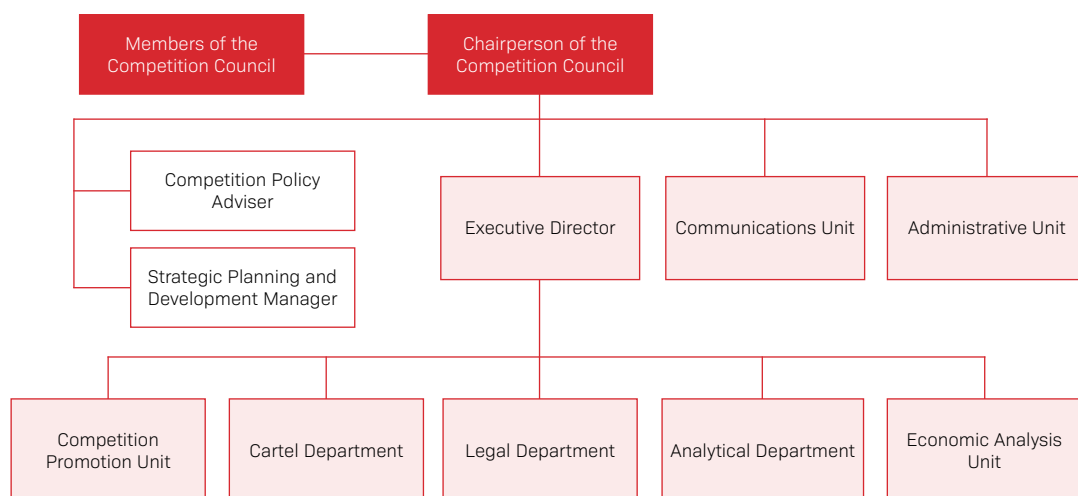 Members of the
Competition Council
Chairperson of the
Competition Council
Competition Policy
Adviser
Executive Director
Communications Unit
Administrative Unit
Strategic Planning and
Development Manager
Competition
Promotion Unit
Cartel Department
Legal Department
Analytical Department
Economic Analysis
Unit